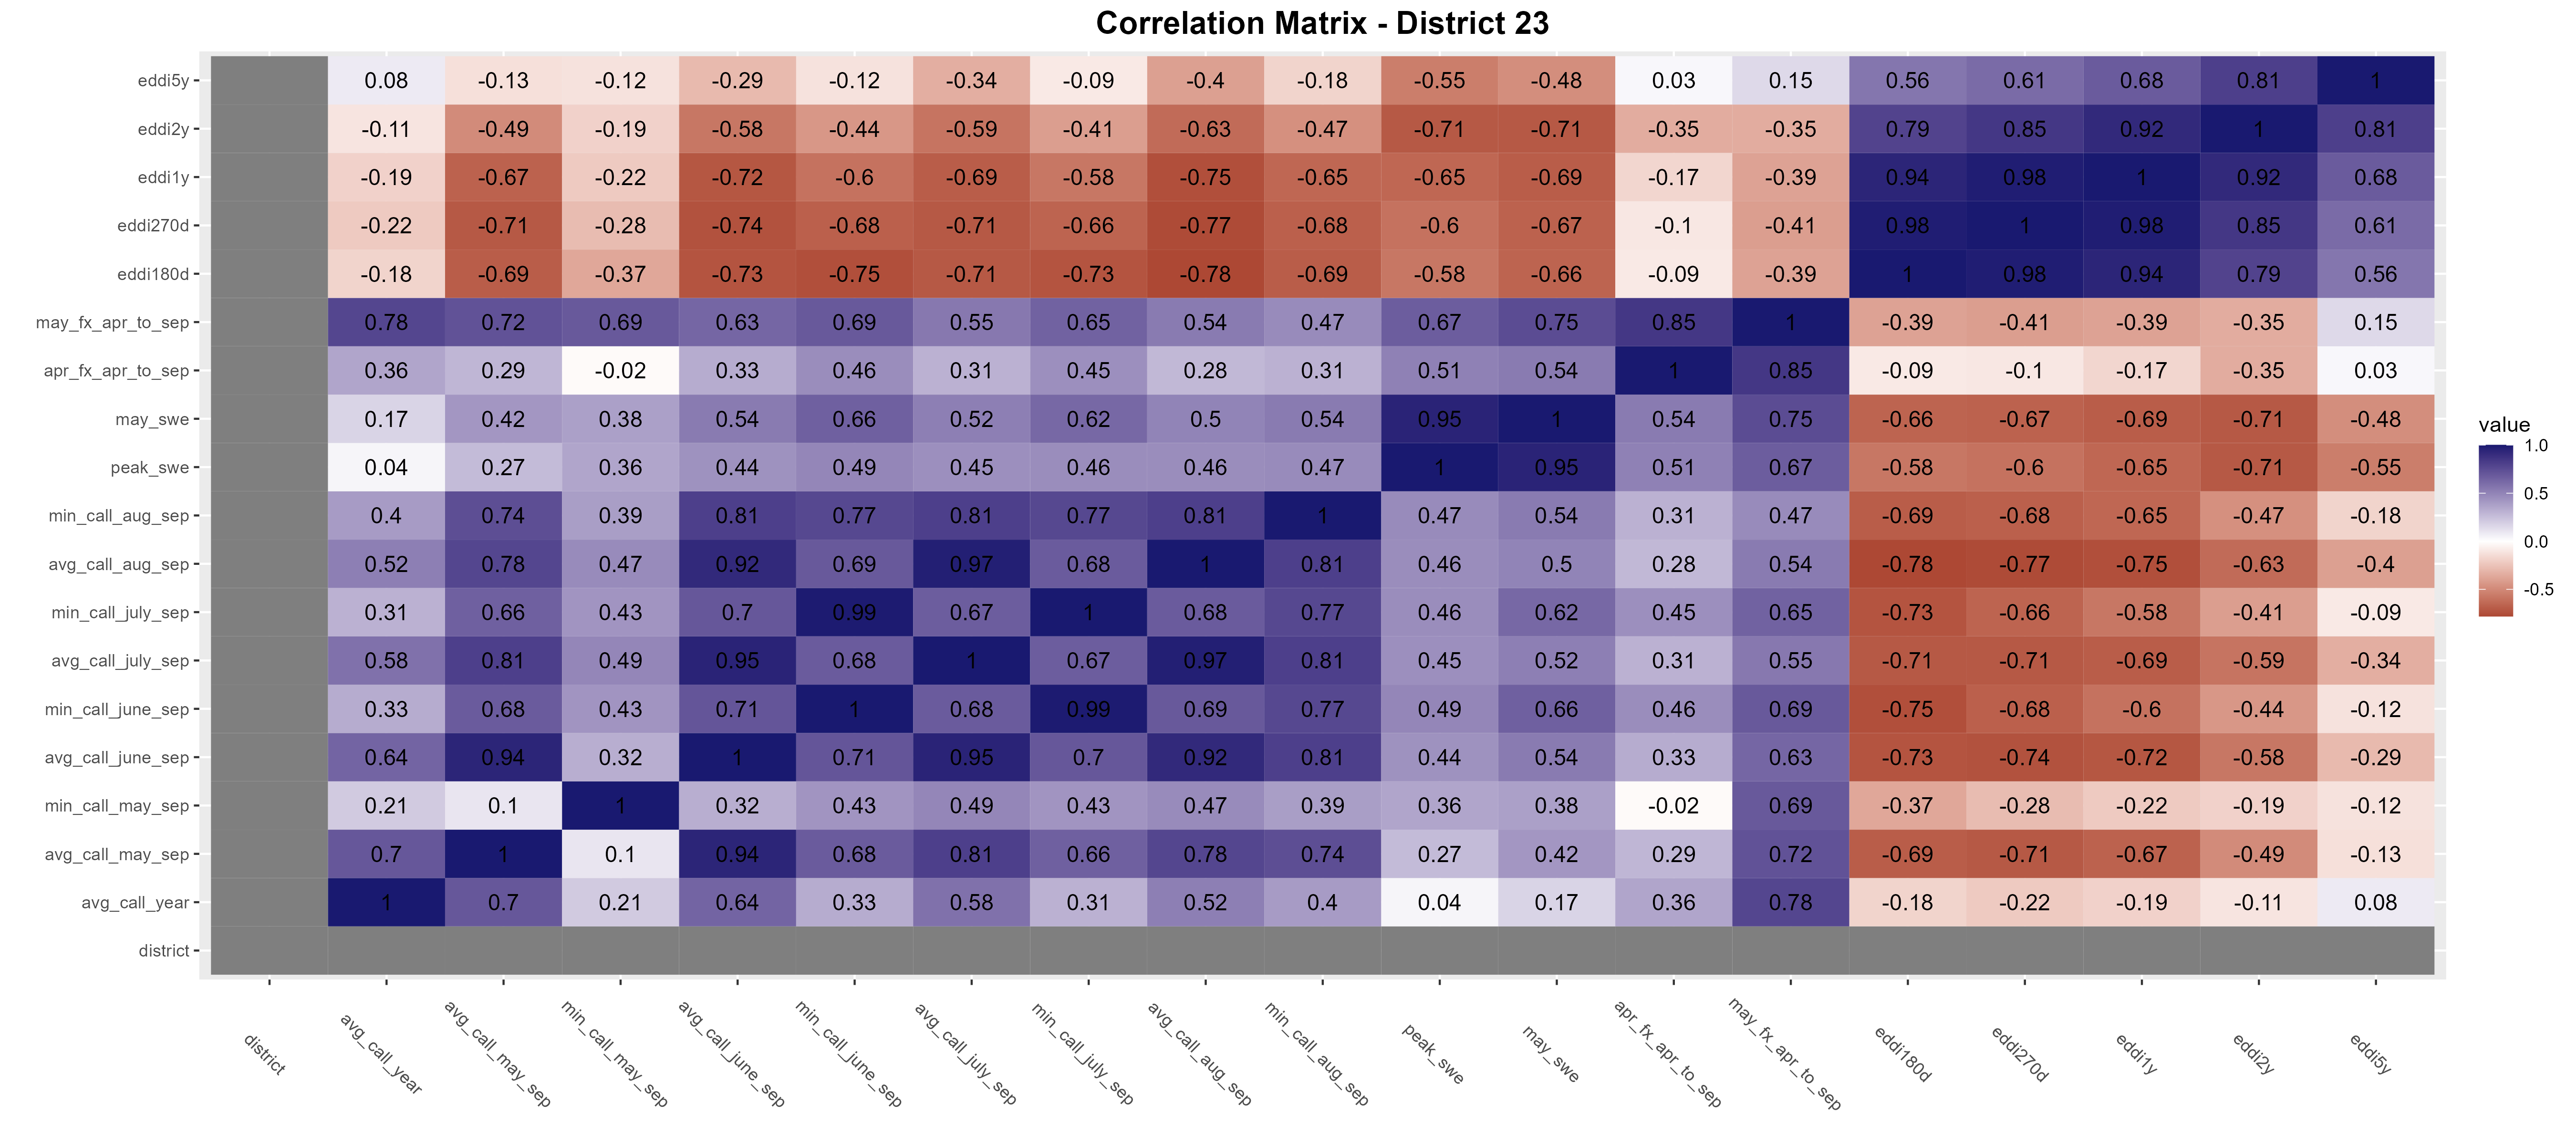 Correlation Matrix - District 23
eddi5y 0.08 -0.13 -0.12 -0.29 -0.12 -0.34 -0.09 -0.4 -0.18 -0.55 -0.48 0.03 0.15 0.56 0.61 0.68 0.81 1
eddi2y -0.11 -0.49 -0.19 -0.58 -0.44 -0.59 -0.41 -0.63 -0.47 -0.71 -0.71 -0.35 -0.35 0.79 0.85 0.92 1 0.81
eddi1y -0.19 -0.67 -0.22 -0.72 -0.6 -0.69 -0.58 -0.75 -0.65 -0.65 -0.69 -0.17 -0.39 0.94 0.98 1 0.92 0.68
eddi270d -0.22 -0.71 -0.28 -0.74 -0.68 -0.71 -0.66 -0.77 -0.68 -0.6 -0.67 -0.1 -0.41 0.98 1 0.98 0.85 0.61
eddi180d -0.18 -0.69 -0.37 -0.73 -0.75 -0.71 -0.73 -0.78 -0.69 -0.58 -0.66 -0.09 -0.39 1 0.98 0.94 0.79 0.56
may_fx_apr_to_sep 0.78 0.72 0.69 0.63 0.69 0.55 0.65 0.54 0.47 0.67 0.75 0.85 1 -0.39 -0.41 -0.39 -0.35 0.15
apr_fx_apr_to_sep 0.36 0.29 -0.02 0.33 0.46 0.31 0.45 0.28 0.31 0.51 0.54 1 0.85 -0.09 -0.1 -0.17 -0.35 0.03
may_swe 0.17 0.42 0.38 0.54 0.66 0.52 0.62 0.5 0.54 0.95 1 0.54 0.75 -0.66 -0.67 -0.69 -0.71 -0.48
peak_swe 0.04 0.27 0.36 0.44 0.49 0.45 0.46 0.46 0.47 1 0.95 0.51 0.67 -0.58 -0.6 -0.65 -0.71 -0.55
min_call_aug_sep 0.4 0.74 0.39 0.81 0.77 0.81 0.77 0.81 1 0.47 0.54 0.31 0.47 -0.69 -0.68 -0.65 -0.47 -0.18
avg_call_aug_sep 0.52 0.78 0.47 0.92 0.69 0.97 0.68 1 0.81 0.46 0.5 0.28 0.54 -0.78 -0.77 -0.75 -0.63 -0.4
min_call_july_sep 0.31 0.66 0.43 0.7 0.99 0.67 1 0.68 0.77 0.46 0.62 0.45 0.65 -0.73 -0.66 -0.58 -0.41 -0.09
avg_call_july_sep 0.58 0.81 0.49 0.95 0.68 1 0.67 0.97 0.81 0.45 0.52 0.31 0.55 -0.71 -0.71 -0.69 -0.59 -0.34
min_call_june_sep 0.33 0.68 0.43 0.71 1 0.68 0.99 0.69 0.77 0.49 0.66 0.46 0.69 -0.75 -0.68 -0.6 -0.44 -0.12
avg_call_june_sep 0.64 0.94 0.32 1 0.71 0.95 0.7 0.92 0.81 0.44 0.54 0.33 0.63 -0.73 -0.74 -0.72 -0.58 -0.29
min_call_may_sep 0.21 0.1 1 0.32 0.43 0.49 0.43 0.47 0.39 0.36 0.38 -0.02 0.69 -0.37 -0.28 -0.22 -0.19 -0.12
avg_call_may_sep 0.7 1 0.1 0.94 0.68 0.81 0.66 0.78 0.74 0.27 0.42 0.29 0.72 -0.69 -0.71 -0.67 -0.49 -0.13
avg_call_year 1 0.7 0.21 0.64 0.33 0.58 0.31 0.52 0.4 0.04 0.17 0.36 0.78 -0.18 -0.22 -0.19 -0.11 0.08
district
district avg_call_year avg_call_may_sep min_call_may_sep avg_call_june_sep min_call_june_sep avg_call_july_sep min_call_july_sep avg_call_aug_sep min_call_aug_sep peak_swe may_swe apr_fx_apr_to_sep may_fx_apr_to_sep eddi180d eddi270d eddi1y eddi2y eddi5y
value
1.0
0.5
0.0
-0.5